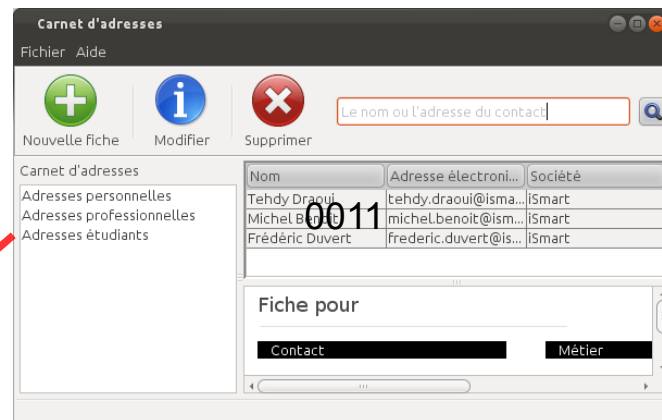 Carnet d'adresses
Fichier Aide
Le nom ou l'adresse du contact
Nouvelle fiche Modifier Supprimer
Carnet d'adresses
Adresses personnelles
Adresses professionnelles
Adresses étudiants
Nom Adresse électroni... Société
Tehdy Draoui tehdy.draoui@isma... iSmart
Michel Benoit michel.benoit@ism... iSmart
Frédéric Duvert frederic.duvert@is... iSmart
0011
Fiche pour
Contact Métier